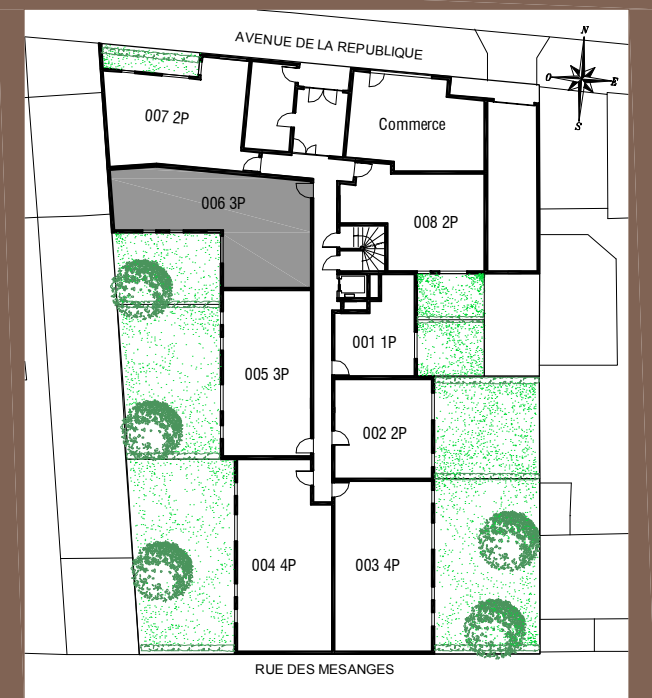 AVENUE DE LA REPUBLIQUE
N
O
E
S
007 2P
Commerce
006 3P
008 2P
001 1P
005 3P
002 2P
004 4P
003 4P
RUE DES MESANGES